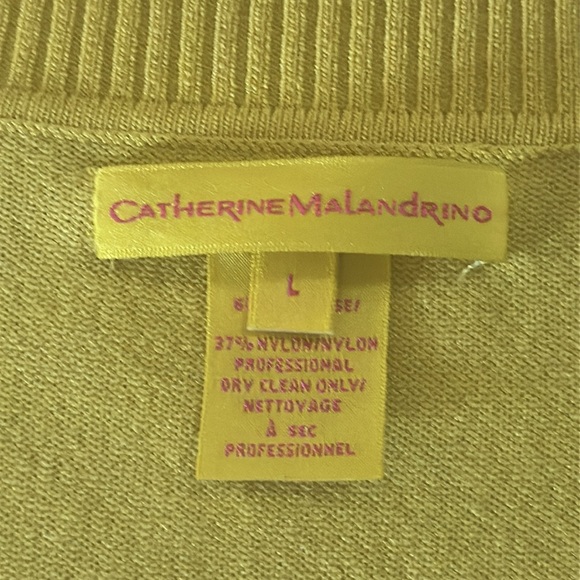 CATHERINE MALANDRINO
L
37% NYLON/NYLON
PROFESSIONAL
DRY CLEAN ONLY/
NETTOYAGE
À SEC
PROFESSIONNEL